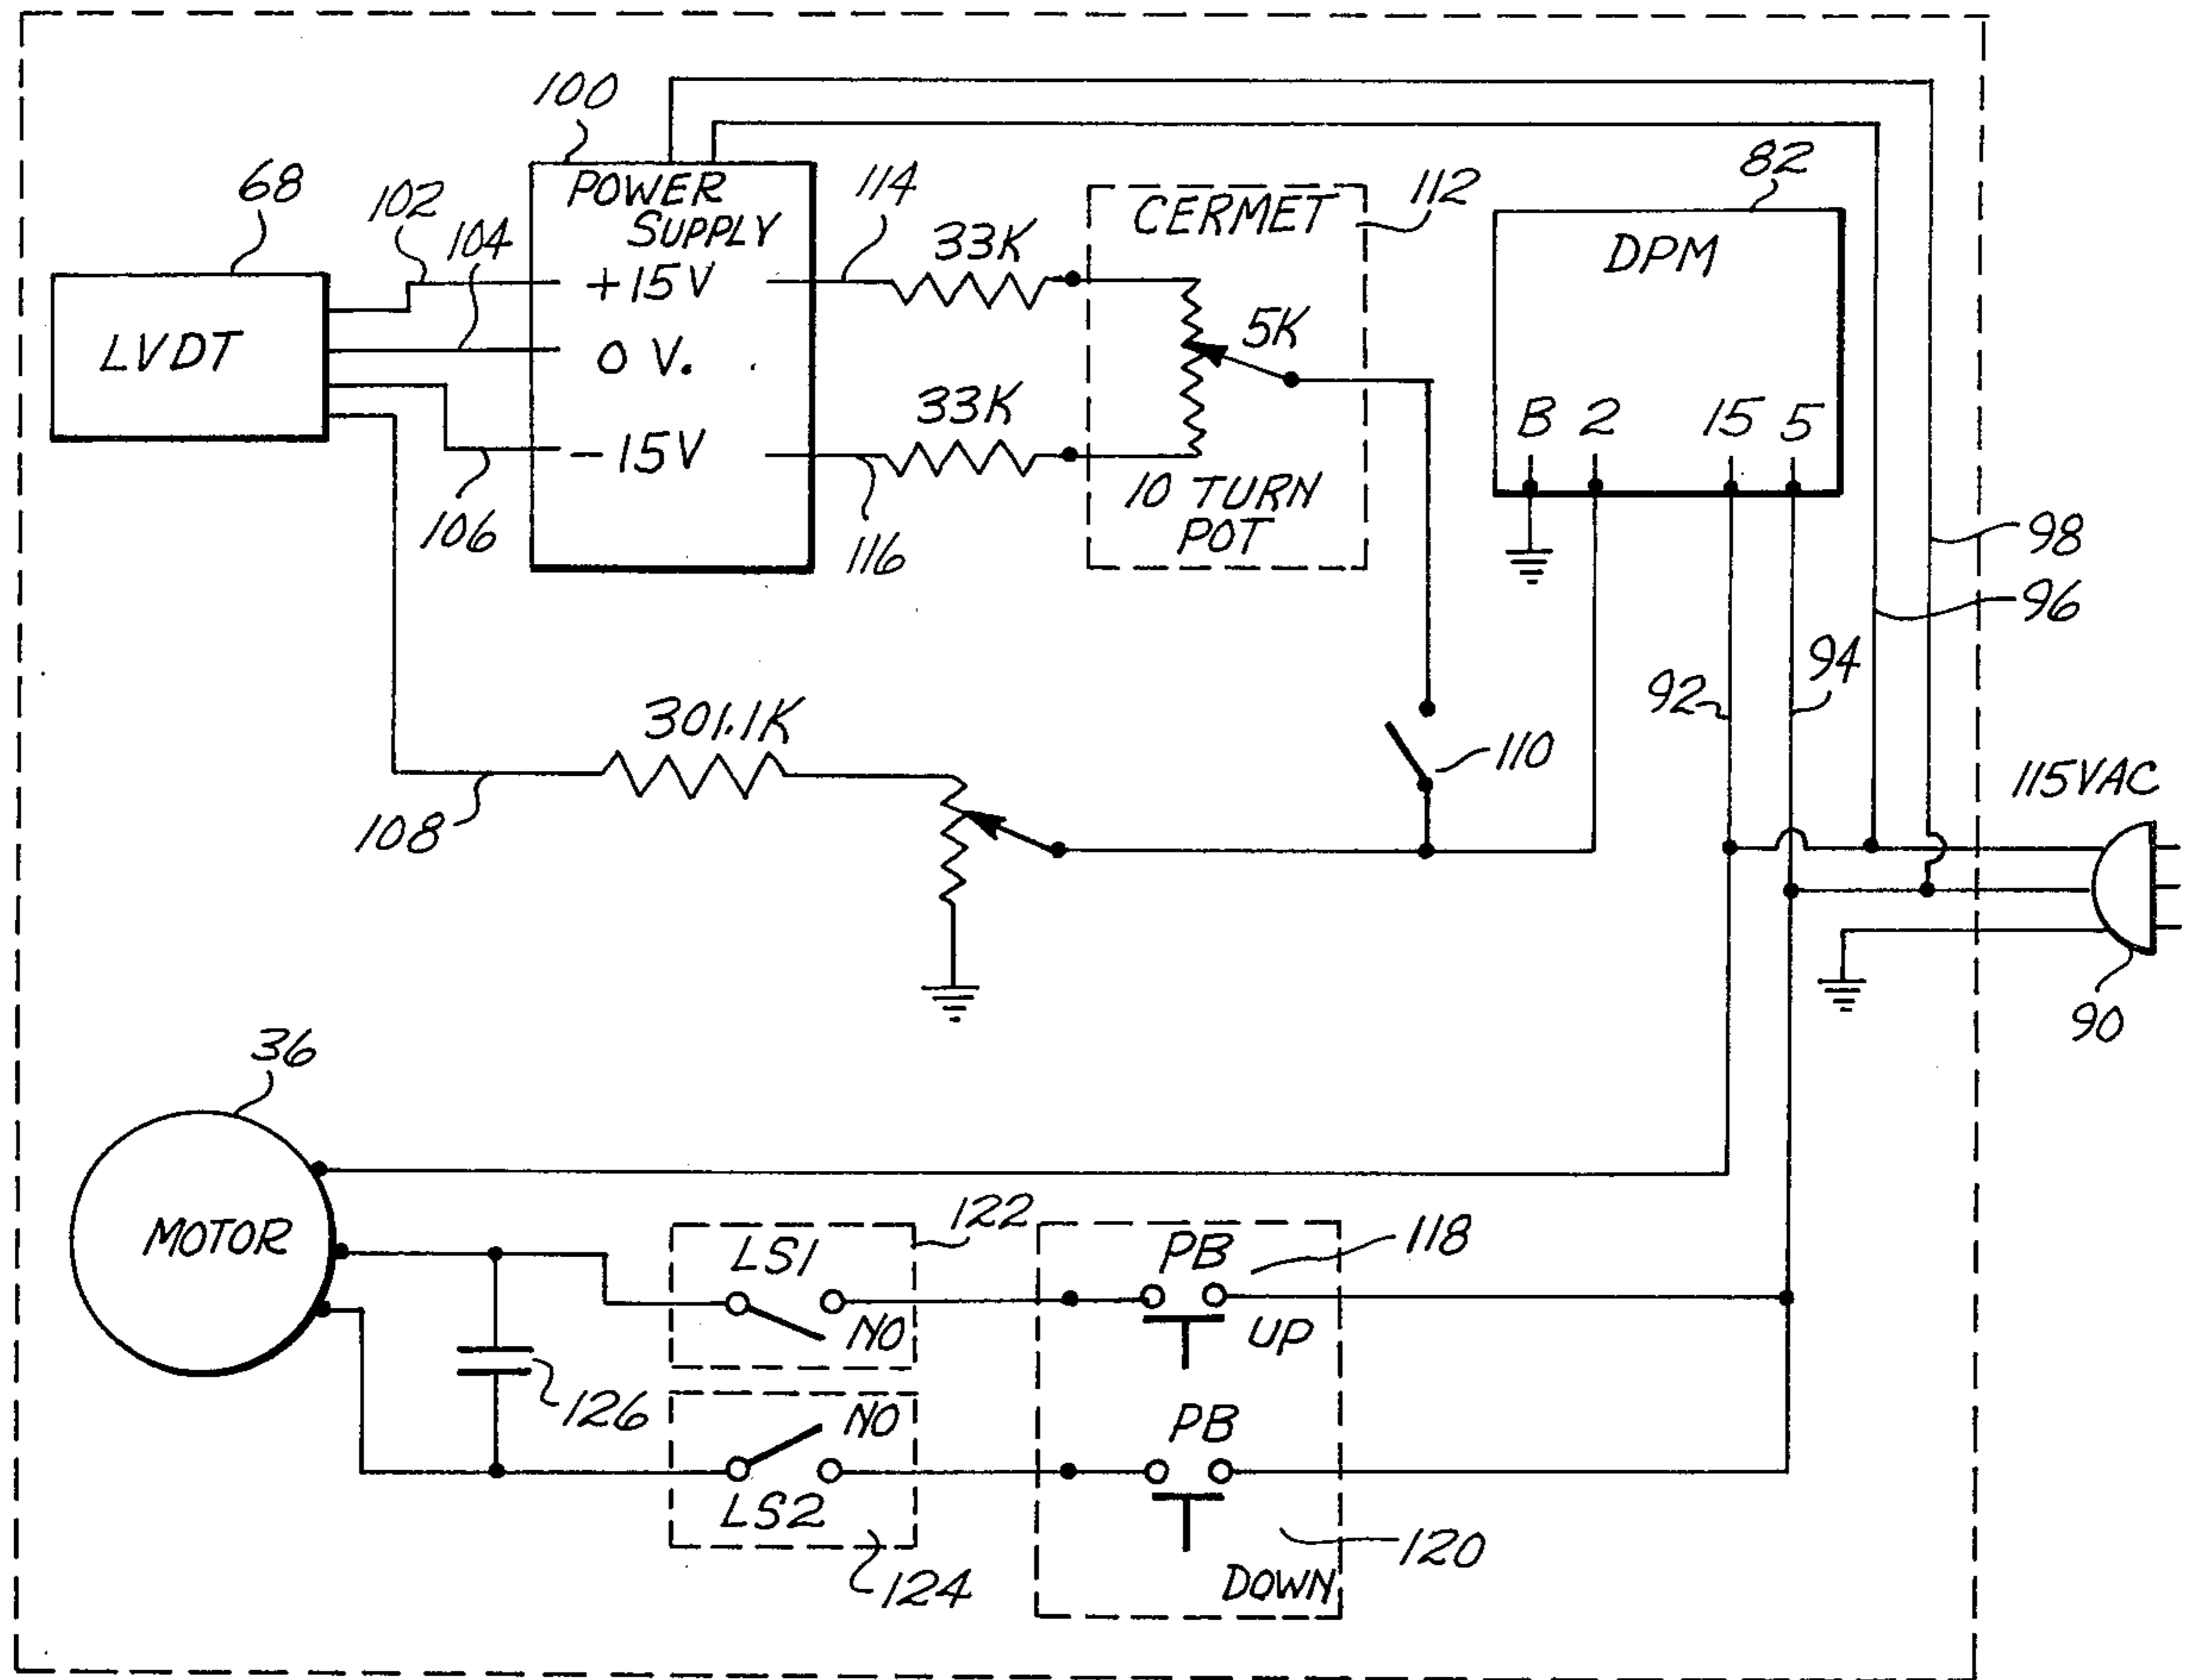 100
68
102
104
POWER
SUPPLY
+15V
0 V.
-15V
114
33K
33K
116
106
CERMET
112
5K
10 TURN
POT
82
DPM
B 2 15 5
98
96
94
92
110
301.1K
108
115VAC
90
36
MOTOR
LVDT
122
LS1
NO
118
PB
UP
126
NO
LS2
124
PB
120
DOWN